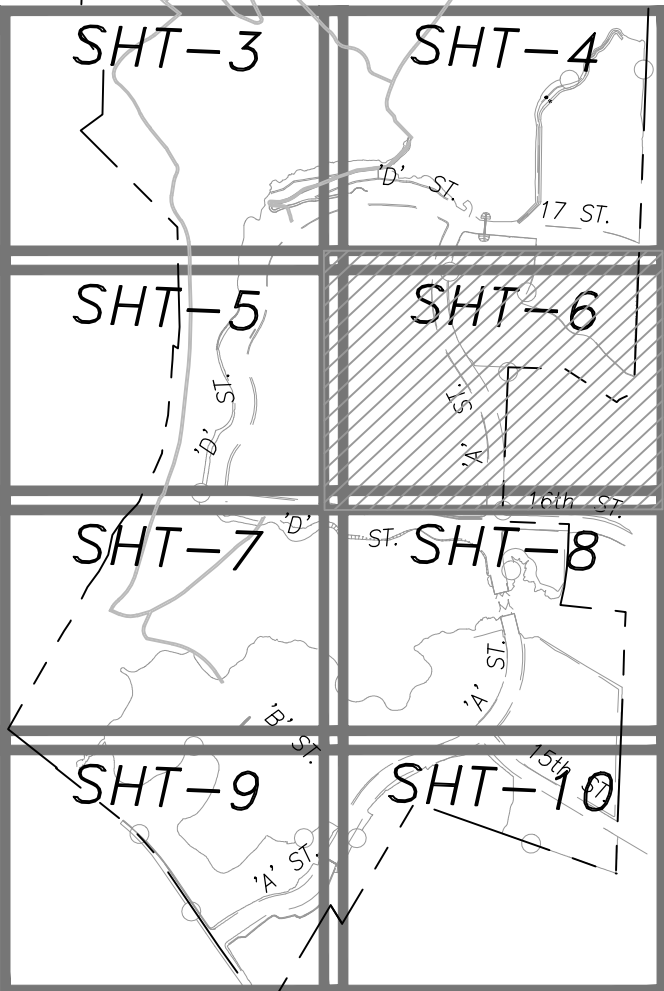 SHT-3
SHT-4
'D' ST.
17 ST.
SHT-5
SHT-6
'D' ST.
'A' ST.
16th ST.
'D' ST.
SHT-7
SHT-8
'A' ST.
'B' ST.
15th ST.
SHT-9
SHT-10
'A' ST.